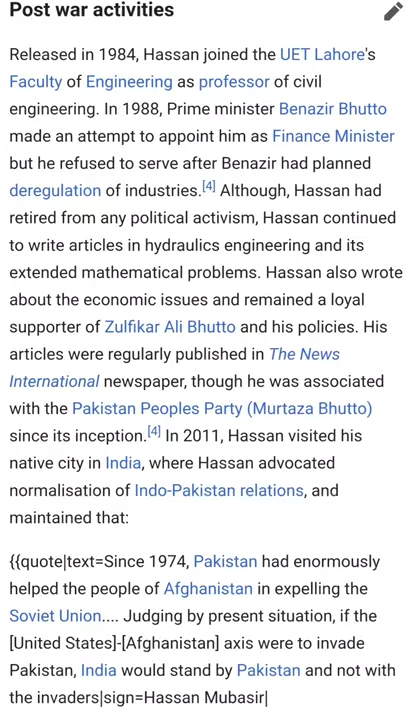 Post war activities
Released in 1984, Hassan joined the UET Lahore's
Faculty of Engineering as professor of civil
engineering. In 1988, Prime minister Benazir Bhutto
made an attempt to appoint him as Finance Minister
but he refused to serve after Benazir had planned
deregulation of industries.[4] Although, Hassan had
retired from any political activism, Hassan continued
to write articles in hydraulics engineering and its
extended mathematical problems. Hassan also wrote
about the economic issues and remained a loyal
supporter of Zulfikar Ali Bhutto and his policies. His
articles were regularly published in The News
International newspaper, though he was associated
with the Pakistan Peoples Party (Murtaza Bhutto)
since its inception.[4] In 2011, Hassan visited his
native city in India, where Hassan advocated
normalisation of Indo-Pakistan relations, and
maintained that:
{{quote|text=Since 1974, Pakistan had enormously
helped the people of Afghanistan in expelling the
Soviet Union.... Judging by present situation, if the
[United States]-[Afghanistan] axis were to invade
Pakistan, India would stand by Pakistan and not with
the invaders|sign=Hassan Mubasir|